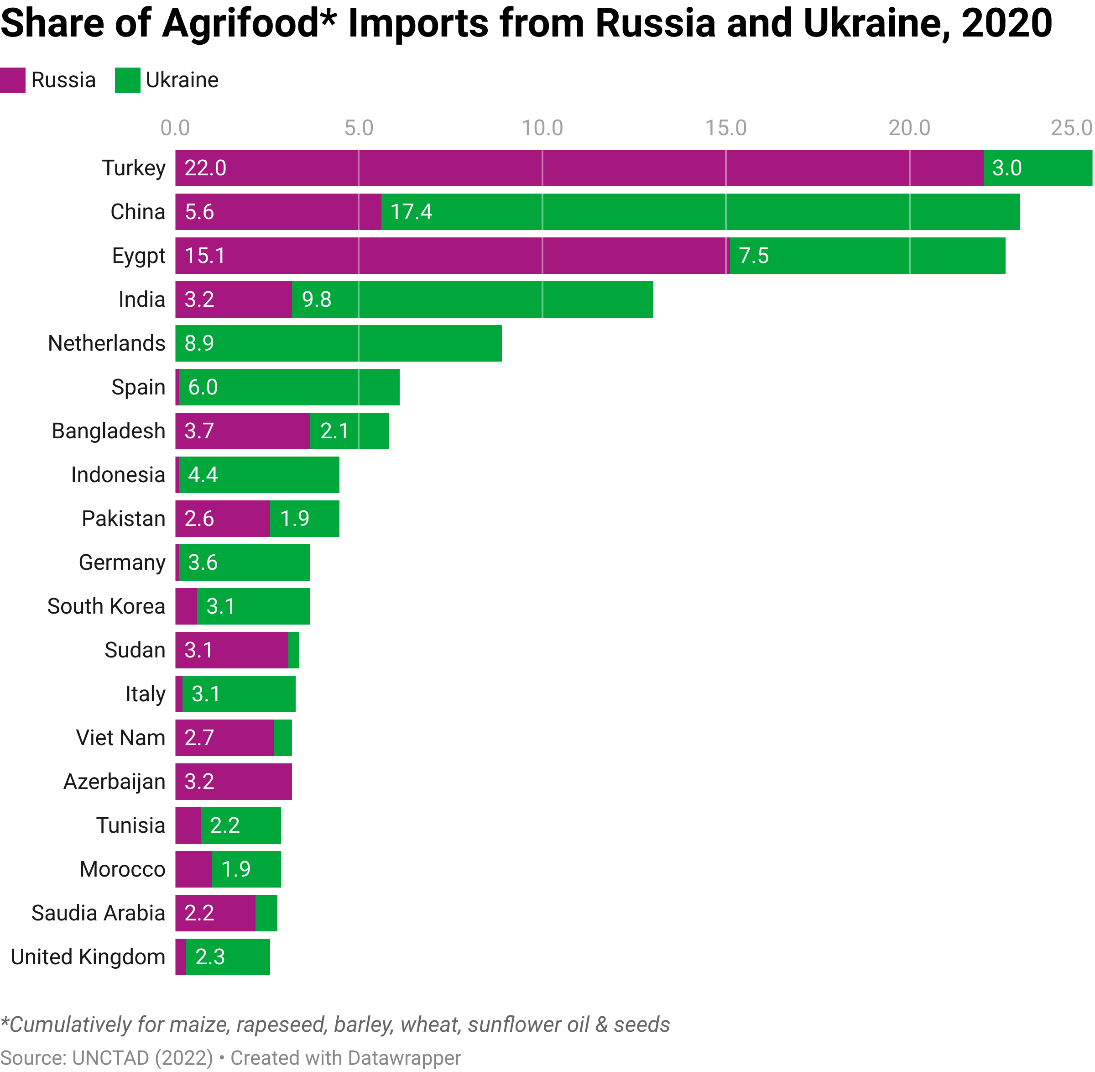 Share of Agrifood* Imports from Russia and Ukraine, 2020
Russia Ukraine
0.0 5.0 10.0 15.0 20.0 25.0
Turkey 22.0 3.0
China 5.6 17.4
Eygpt 15.1 7.5
India 3.2 9.8
Netherlands 8.9
Spain 6.0
Bangladesh 3.7 2.1
Indonesia 4.4
Pakistan 2.6 1.9
Germany 3.6
South Korea 3.1
Sudan 3.1
Italy 3.1
Viet Nam 2.7
Azerbaijan 3.2
Tunisia 2.2
Morocco 1.9
Saudia Arabia 2.2
United Kingdom 2.3
*Cumulatively for maize, rapeseed, barley, wheat, sunflower oil & seeds
Source: UNCTAD (2022) • Created with Datawrapper